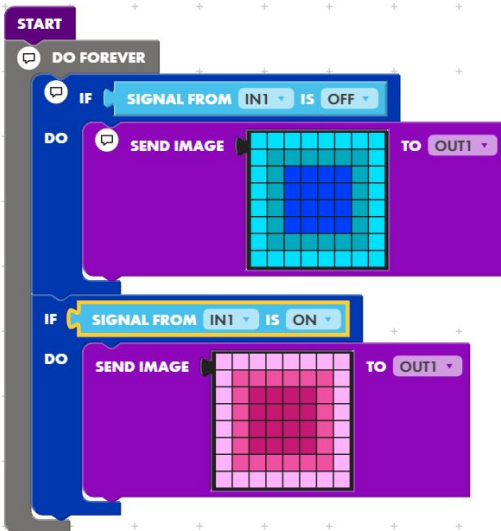 START
DO FOREVER
IF SIGNAL FROM IN1 IS OFF
DO SEND IMAGE TO OUT1
IF SIGNAL FROM IN1 IS ON
DO SEND IMAGE TO OUT1